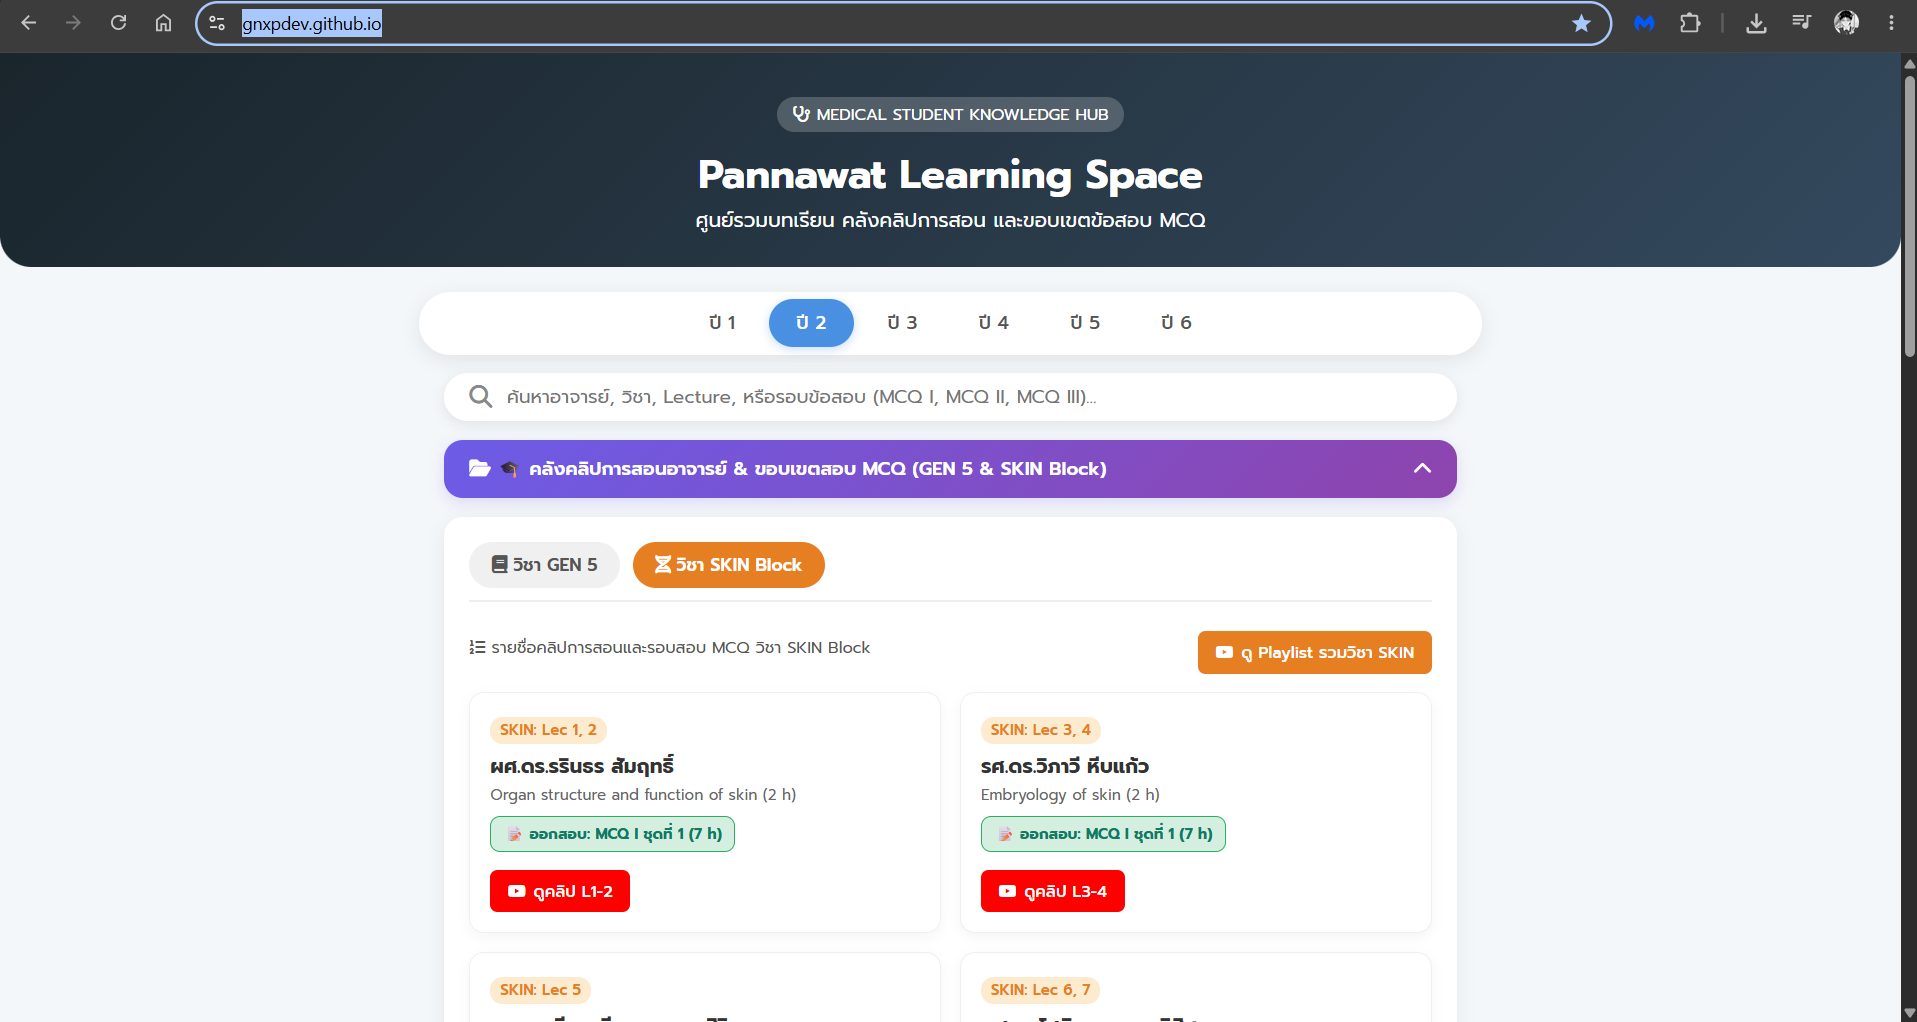 gnxpdev.github.io
MEDICAL STUDENT KNOWLEDGE HUB
Pannawat Learning Space
ศูนย์รวมบทเรียน คลังคลิปการสอน และขอบเขตข้อสอบ MCQ
ปี 1
ปี 2
ปี 3
ปี 4
ปี 5
ปี 6
ค้นหาอาจารย์, วิชา, Lecture, หรือรอบข้อสอบ (MCQ I, MCQ II, MCQ III)...
คลังคลิปการสอนอาจารย์ & ขอบเขตสอบ MCQ (GEN 5 & SKIN Block)
วิชา GEN 5
วิชา SKIN Block
รายชื่อคลิปการสอนและรอบสอบ MCQ วิชา SKIN Block
ดู Playlist รวมวิชา SKIN
SKIN: Lec 1, 2
ผศ.ดร.รรินธร สัมฤทธิ์
Organ structure and function of skin (2 h)
ออกสอบ: MCQ I ชุดที่ 1 (7 h)
ดูคลิป L1-2
SKIN: Lec 3, 4
รศ.ดร.วิภาวี หีบแก้ว
Embryology of skin (2 h)
ออกสอบ: MCQ I ชุดที่ 1 (7 h)
ดูคลิป L3-4
SKIN: Lec 5
SKIN: Lec 6, 7